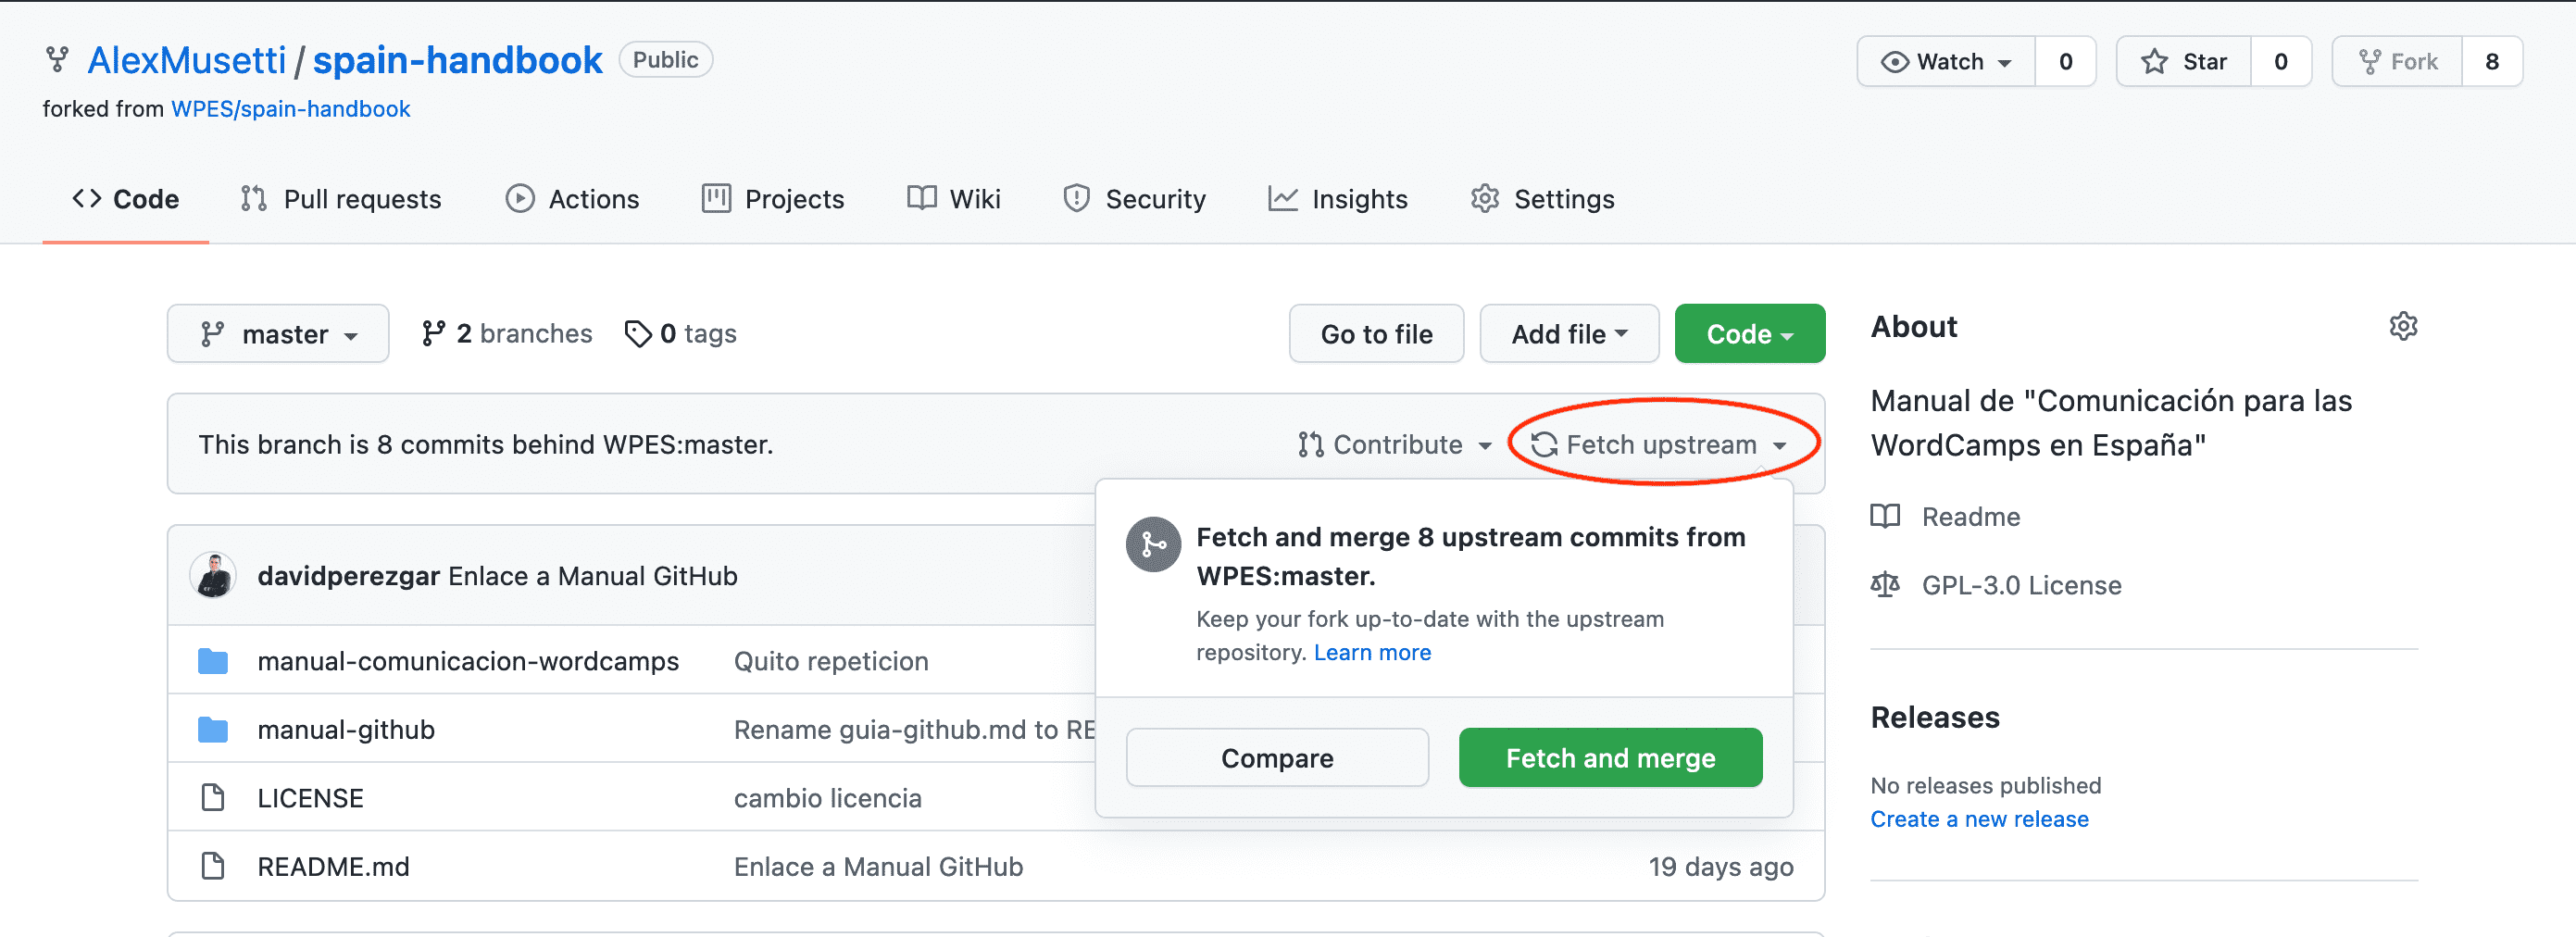 AlexMusetti / spain-handbook Public
Watch 0 Star 0 Fork 8
forked from WPES/spain-handbook
Code Pull requests Actions Projects Wiki Security Insights Settings
master 2 branches 0 tags Go to file Add file Code
This branch is 8 commits behind WPES:master. Contribute Fetch upstream
Fetch and merge 8 upstream commits from
WPES:master.
Keep your fork up-to-date with the upstream
repository. Learn more
Compare Fetch and merge
davidperezgar Enlace a Manual GitHub
manual-comunicacion-wordcamps Quito repeticion
manual-github Rename guia-github.md to RE
LICENSE cambio licencia
README.md Enlace a Manual GitHub 19 days ago
About
Manual de "Comunicación para las
WordCamps en España"
Readme
GPL-3.0 License
Releases
No releases published
Create a new release